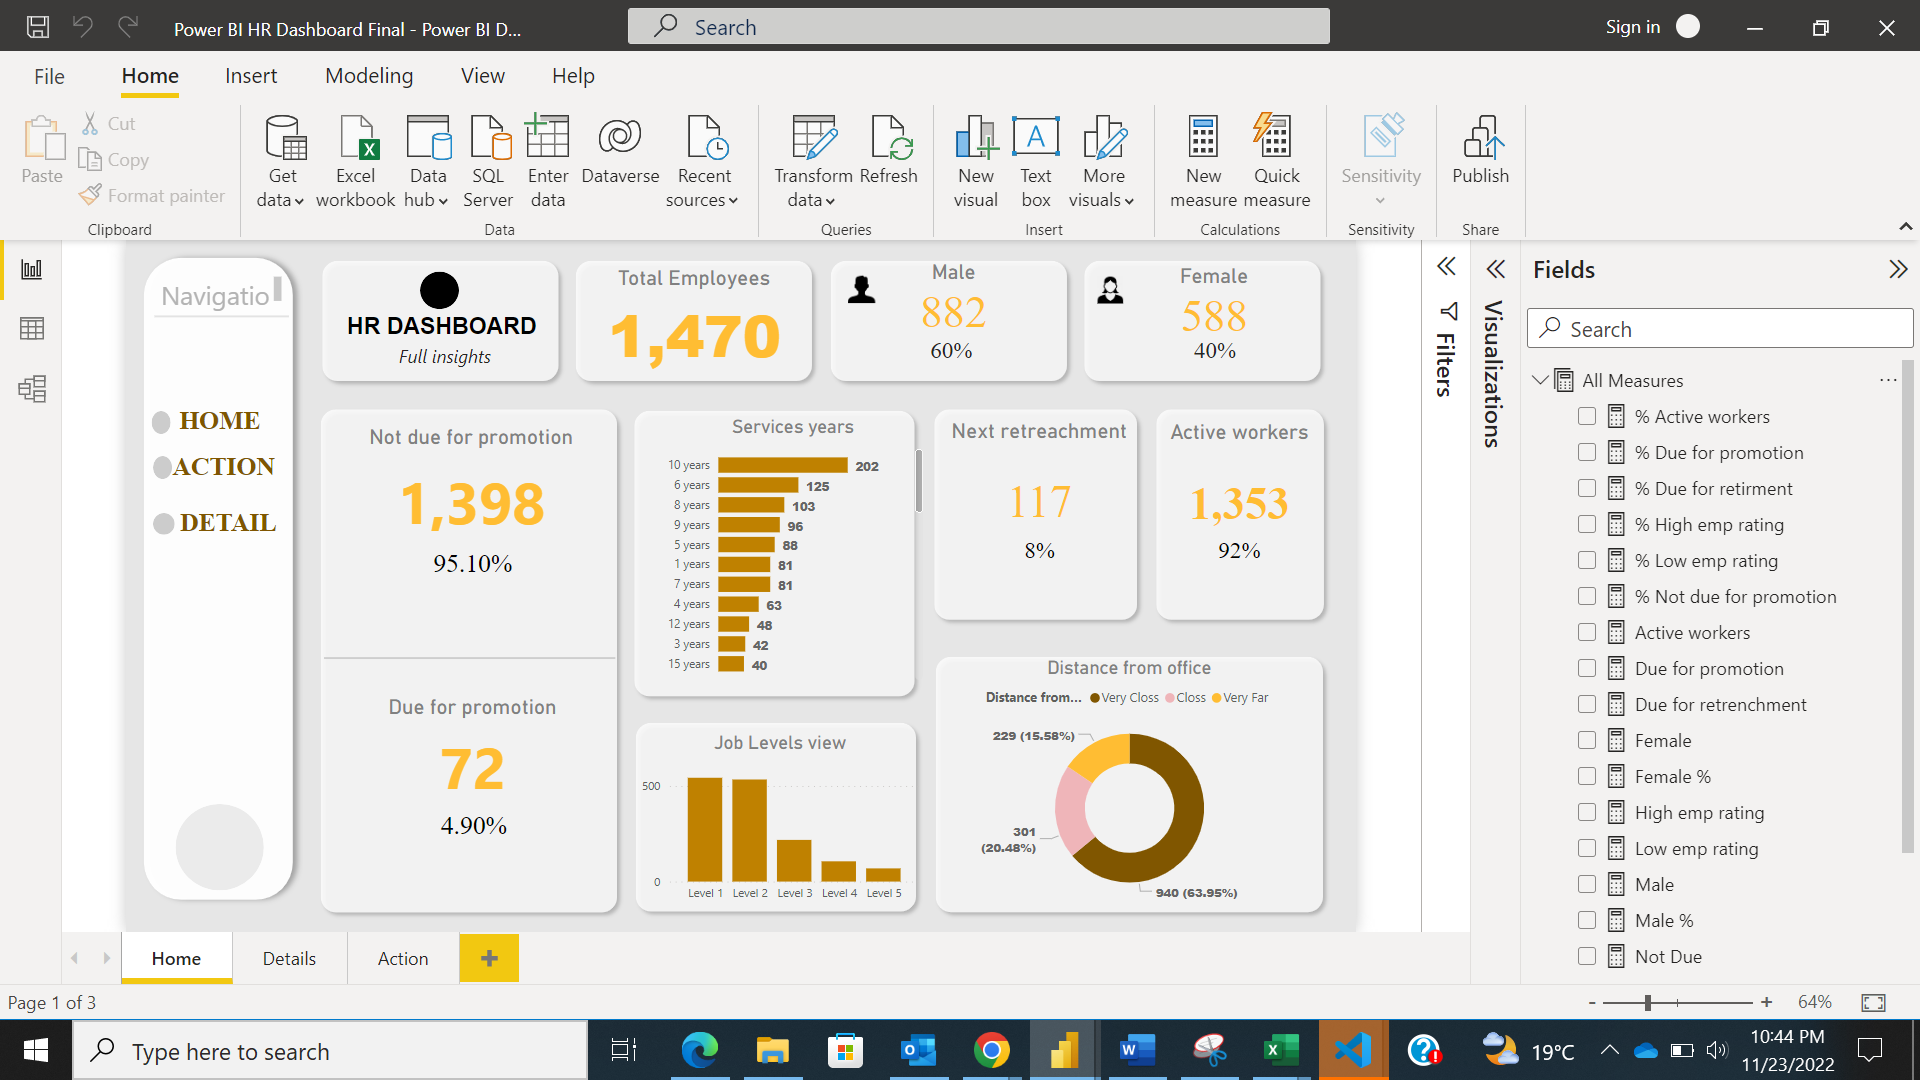 Power BI HR Dashboard Final - Power BI D...
Search
Sign in
File
Home
Insert
Modeling
View
Help
Paste
Cut
Copy
Format painter
Clipboard
Get data
Excel workbook
Data hub
SQL Server
Enter data
Dataverse
Recent sources
Data
Transform data
Refresh
Queries
New visual
Text box
More visuals
Insert
New measure
Quick measure
Calculations
Sensitivity
Sensitivity
Publish
Share
Navigatio
HOME
ACTION
DETAIL
HR DASHBOARD
Full insights
Total Employees
1,470
Male
882
60%
Female
588
40%
Not due for promotion
1,398
95.10%
Due for promotion
72
4.90%
Services years
10 years 202
6 years 125
8 years 103
9 years 96
5 years 88
1 years 81
7 years 81
4 years 63
12 years 48
3 years 42
15 years 40
Job Levels view
500
0
Level 1 Level 2 Level 3 Level 4 Level 5
Next retreachment
117
8%
Active workers
1,353
92%
Distance from office
Distance from... Very Closs Closs Very Far
229 (15.58%)
301
(20.48%)
940 (63.95%)
Filters
Visualizations
Fields
Search
All Measures
% Active workers
% Due for promotion
% Due for retirment
% High emp rating
% Low emp rating
% Not due for promotion
Active workers
Due for promotion
Due for retrenchment
Female
Female %
High emp rating
Low emp rating
Male
Male %
Not Due
Home
Details
Action
Page 1 of 3
64%
Type here to search
19°C
10:44 PM
11/23/2022